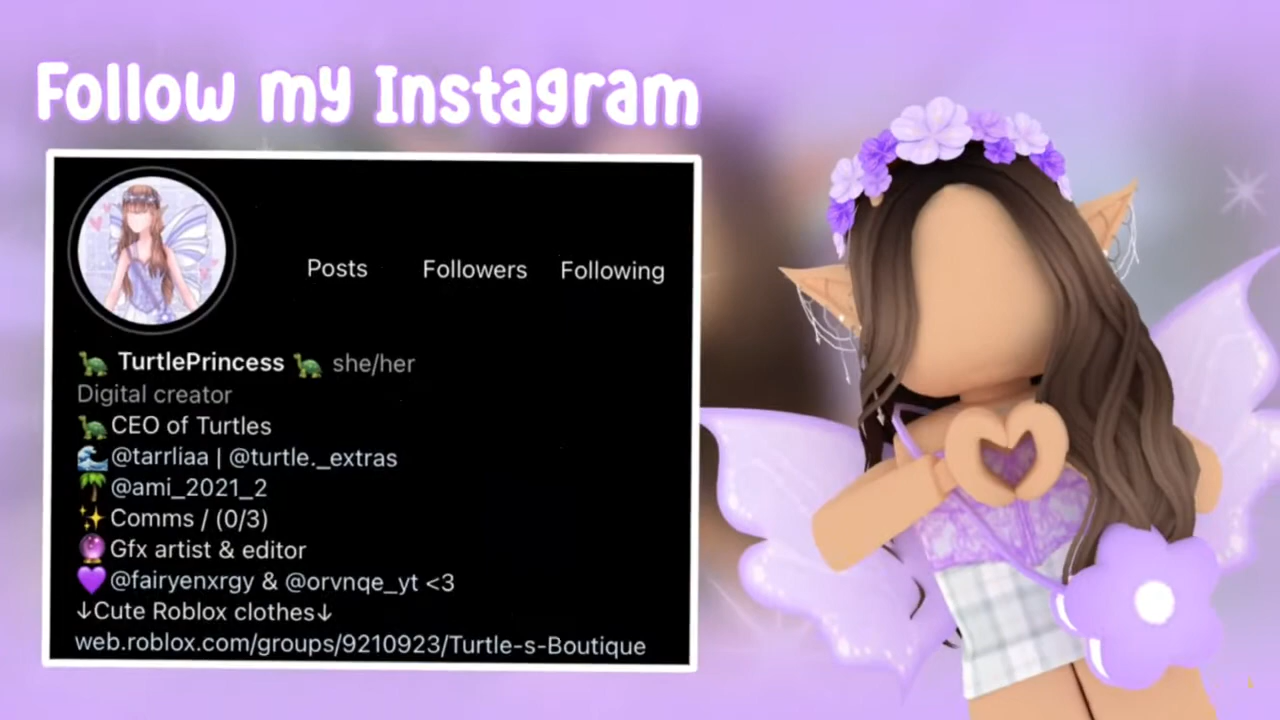 Follow my Instagram
Posts Followers Following
🐢 TurtlePrincess 🐢 she/her
Digital creator
🐢CEO of Turtles
🌊@tarrliaa | @turtle._extras
🌴@ami_2021_2
✨Comms / (0/3)
🔮Gfx artist & editor
💜@fairyenxrgy & @orvnqe_yt <3
↓Cute Roblox clothes↓
web.roblox.com/groups/9210923/Turtle-s-Boutique